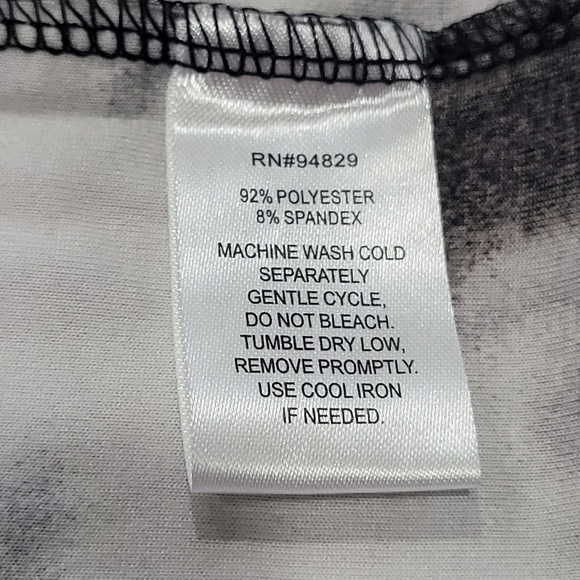 RN#94829
92% POLYESTER
8% SPANDEX
MACHINE WASH COLD
SEPARATELY
GENTLE CYCLE,
DO NOT BLEACH.
TUMBLE DRY LOW,
REMOVE PROMPTLY.
USE COOL IRON
IF NEEDED.